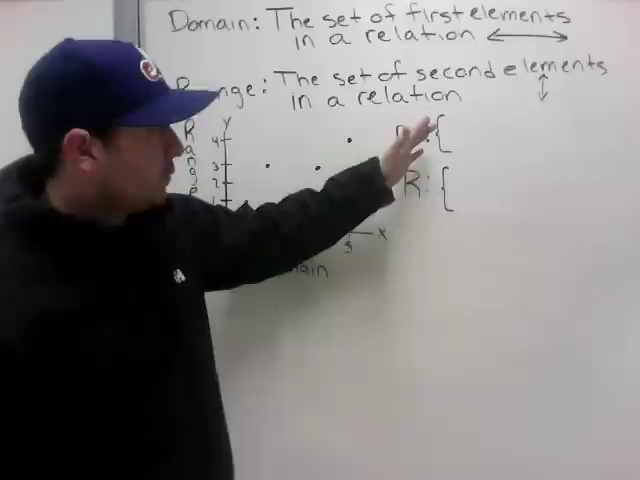 Domain: The set of first elements
in a relation
Range: The set of second elements
in a relation
Range
y
4
3
2
1
5
x
R: {
: {